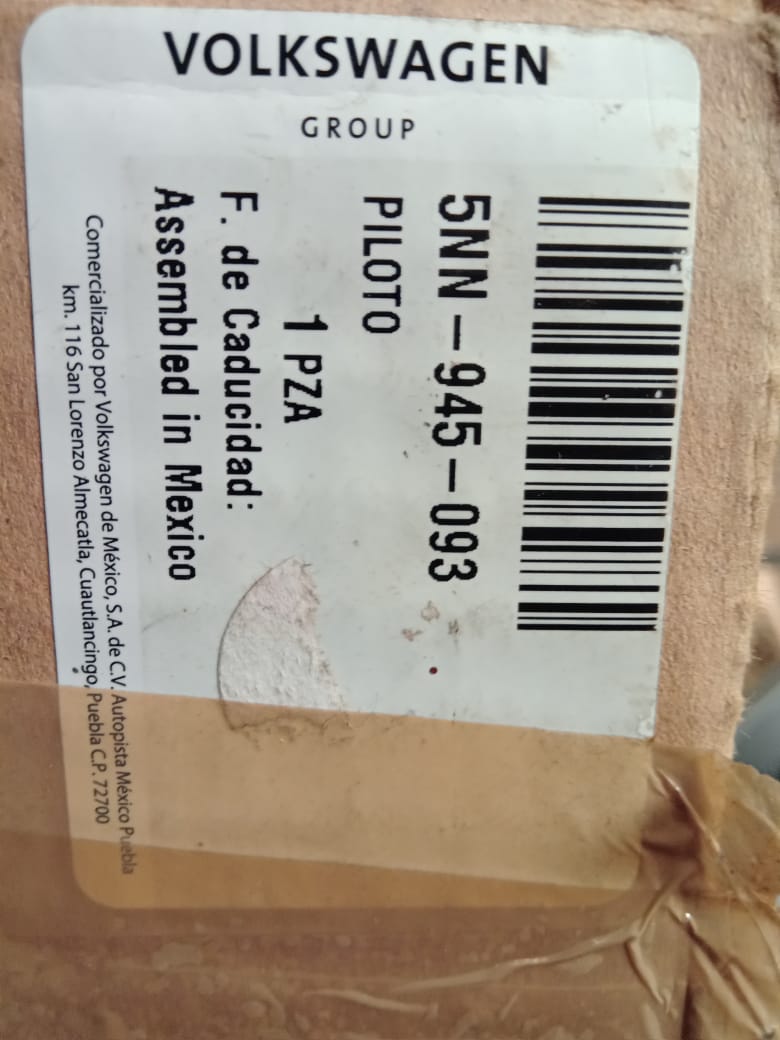 VOLKSWAGEN
GROUP
5NN-945-093
PILOTO
1 PZA
F. de Caducidad:
Assembled in Mexico
Comercializado por Volkswagen de México, S.A. de C.V. Autopista México Puebla
km. 116 San Lorenzo Almecatla, Cuautlancingo, Puebla C.P. 72700